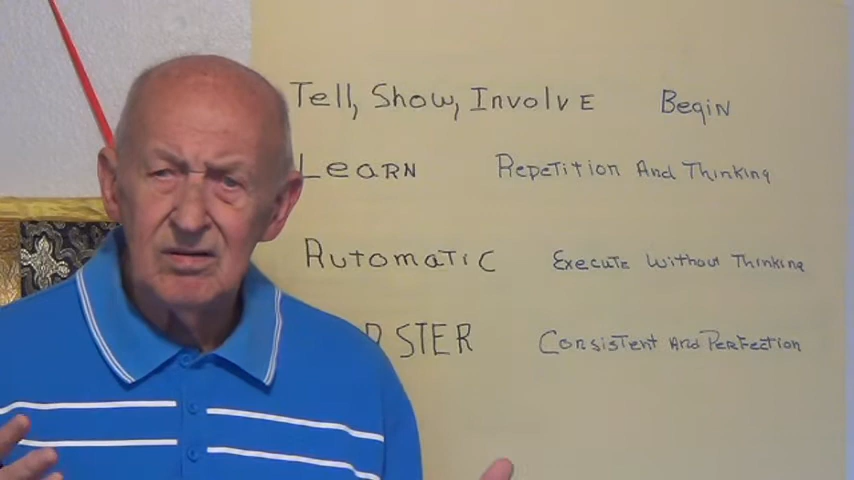 Tell, Show, Involve Begin
Learn Repetition And Thinking
Automatic Execute Without Thinking
Consistent And Perfection